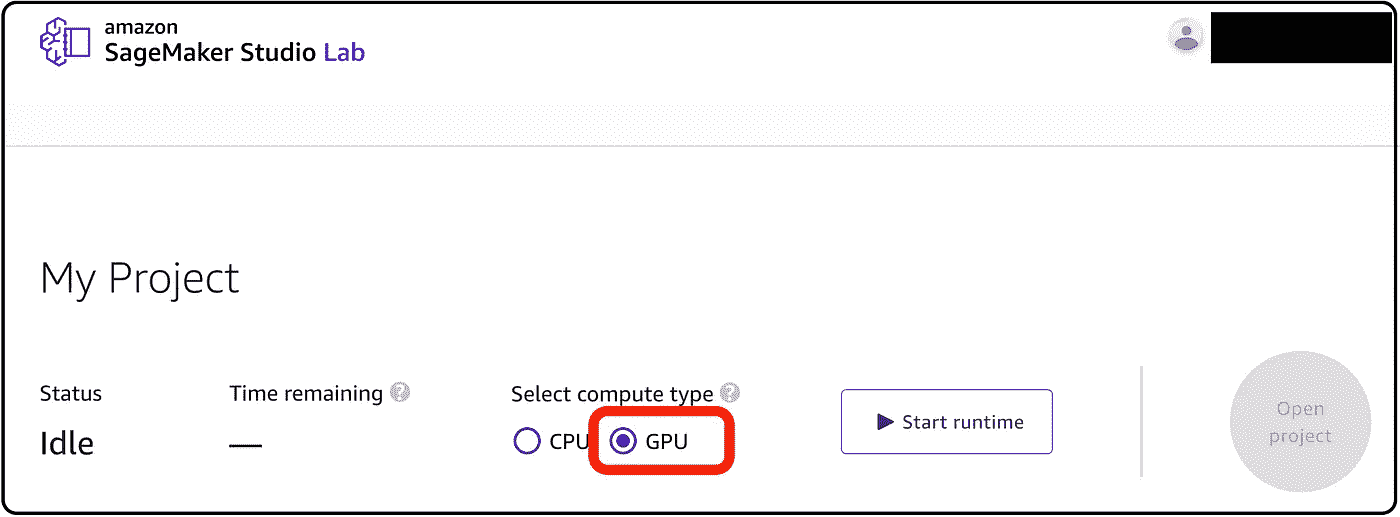 amazon
SageMaker Studio Lab
My Project
Status
Time remaining ?
Select compute type ?
Idle
—
CPU
GPU
Start runtime
Open
project